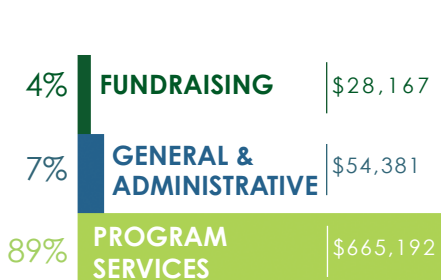 4% FUNDRAISING $28,167
7% GENERAL & $54,381
ADMINISTRATIVE
89% PROGRAM $665,192
SERVICES